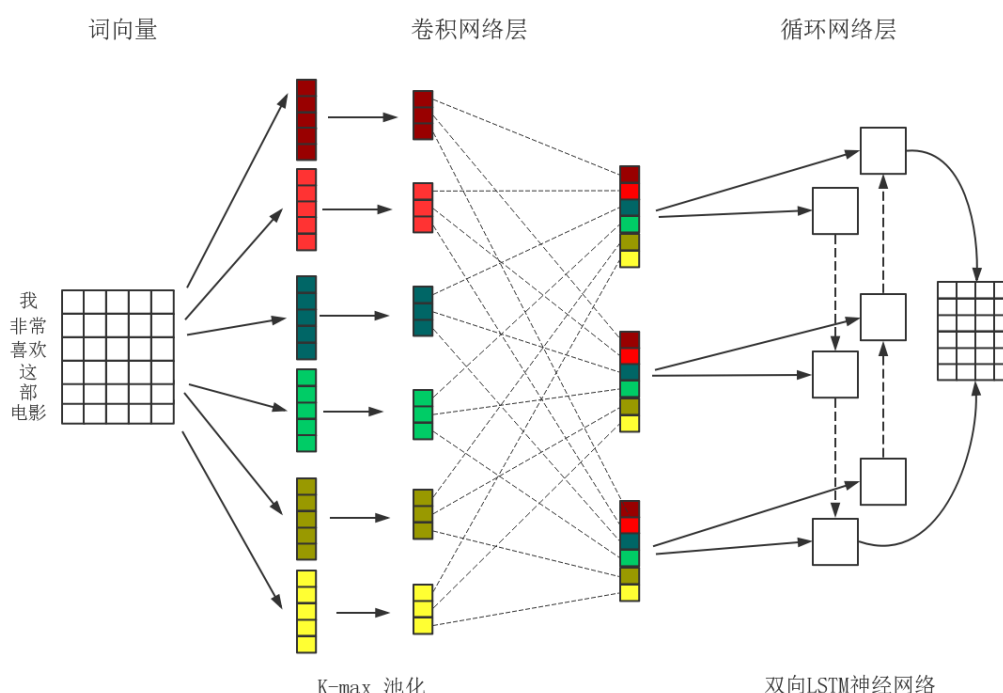 词向量
卷积网络层
循环网络层
我
非常
喜欢
这
部
电影
K-max 池化
双向LSTM神经网络